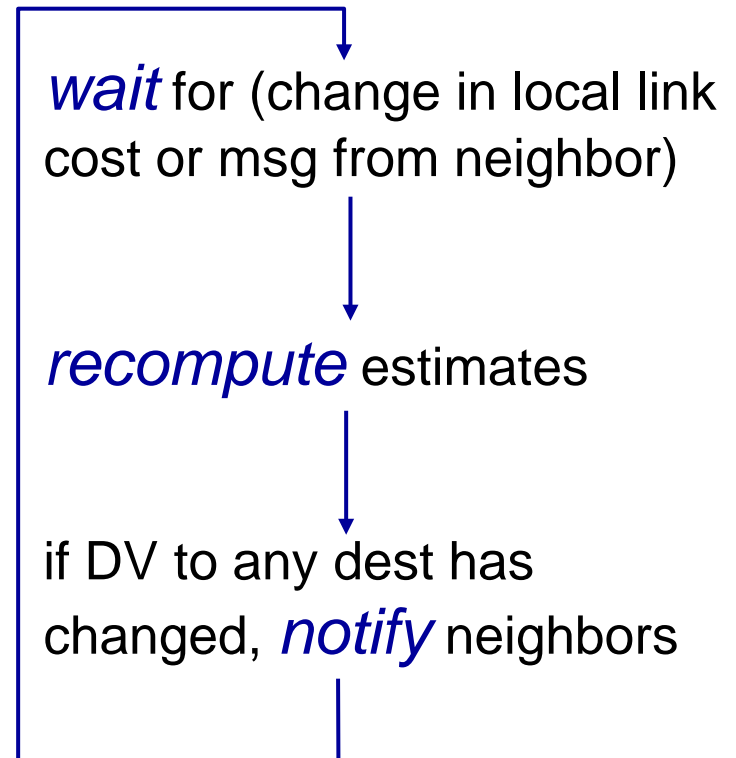 wait for (change in local link
cost or msg from neighbor)
recompute estimates
if DV to any dest has
changed, notify neighbors